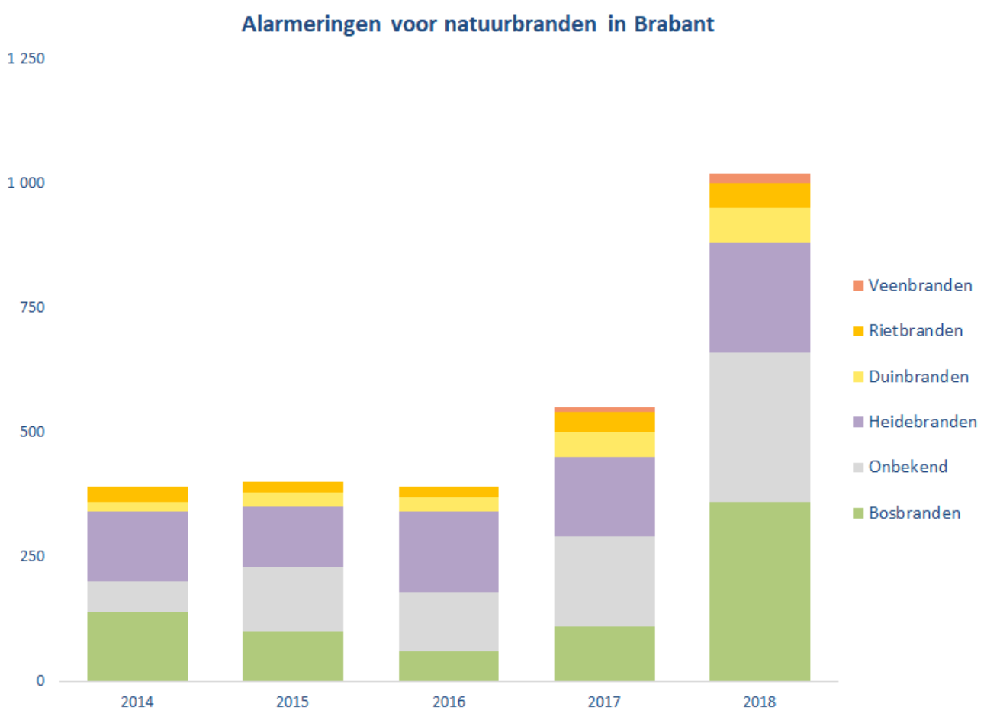 Alarmeringen voor natuurbranden in Brabant
1 250
1 000
750
500
250
0
2014
2015
2016
2017
2018
Veenbranden
Rietbranden
Duinbranden
Heidebranden
Onbekend
Bosbranden